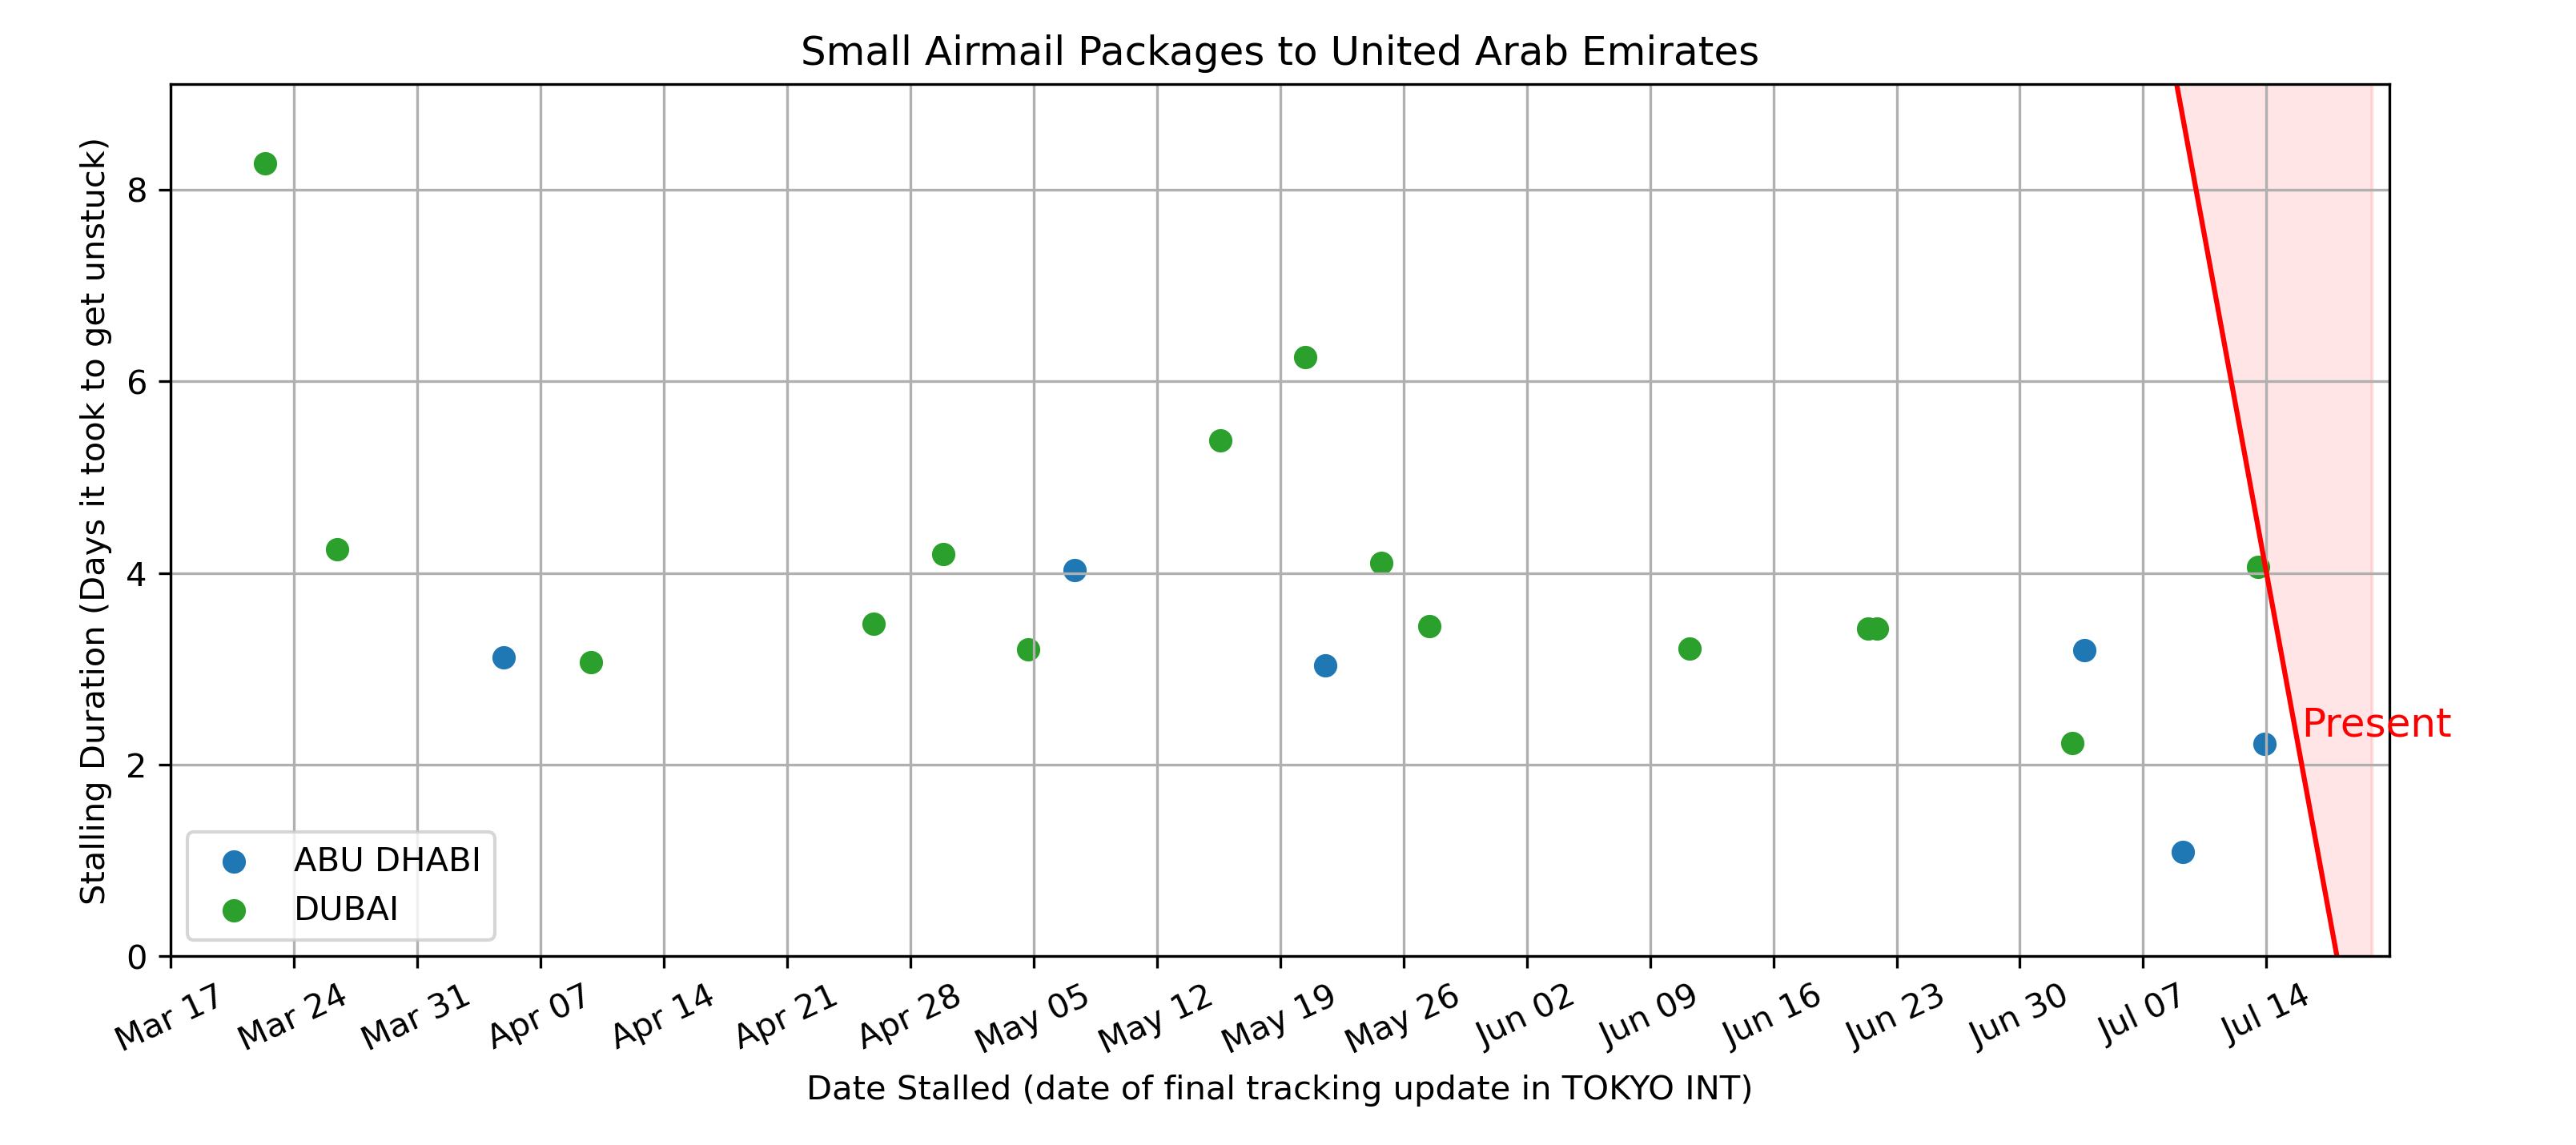 Small Airmail Packages to United Arab Emirates
Stalling Duration (Days it took to get unstuck)
8
6
4
2
0
Present
ABU DHABI
DUBAI
Mar 17
Mar 24
Mar 31
Apr 07
Apr 14
Apr 21
Apr 28
May 05
May 12
May 19
May 26
Jun 02
Jun 09
Jun 16
Jun 23
Jun 30
Jul 07
Jul 14
Date Stalled (date of final tracking update in TOKYO INT)